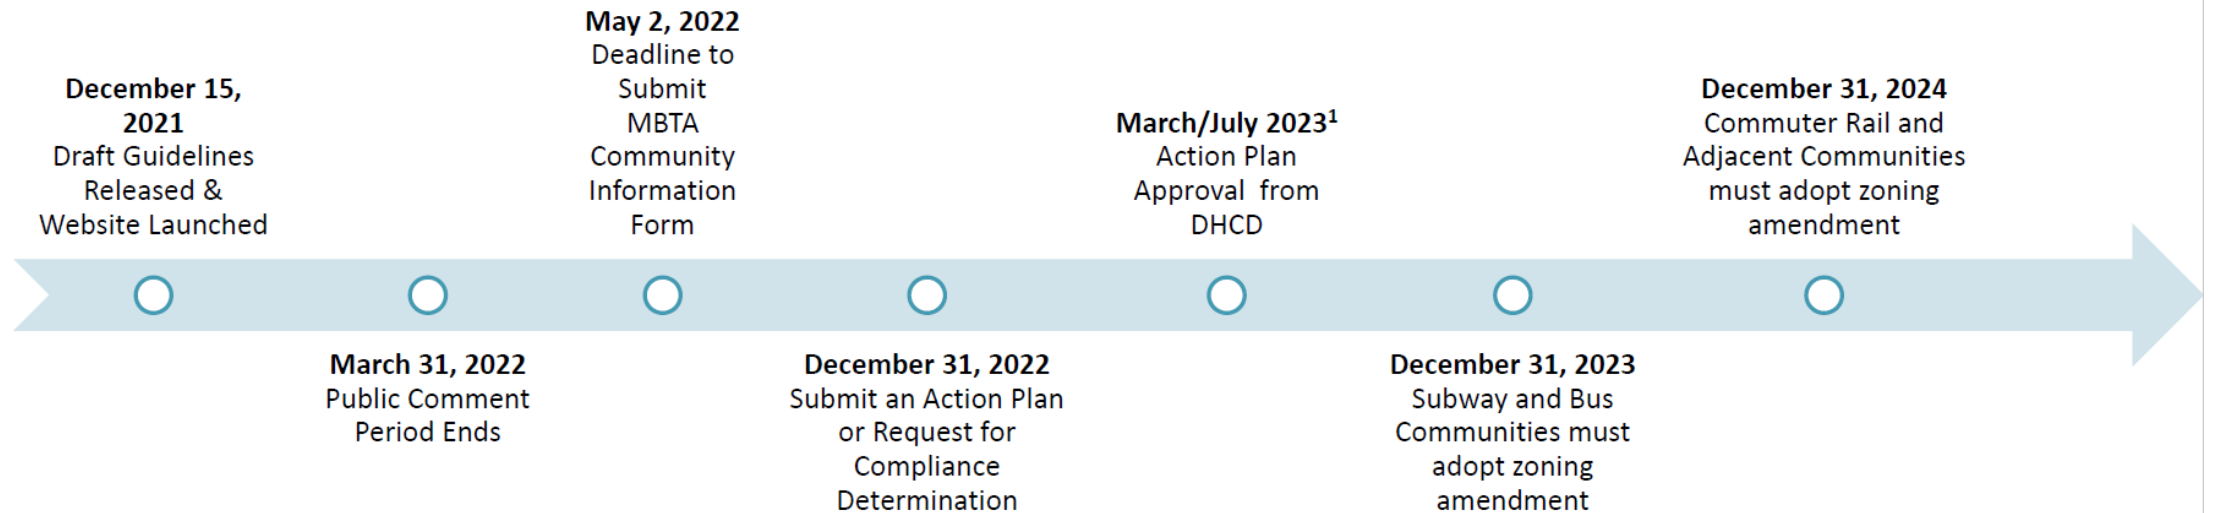 December 15,
2021
Draft Guidelines
Released &
Website Launched
March 31, 2022
Public Comment
Period Ends
May 2, 2022
Deadline to
Submit
MBTA
Community
Information
Form
December 31, 2022
Submit an Action Plan
or Request for
Compliance
Determination
March/July 2023¹
Action Plan
Approval from
DHCD
December 31, 2023
Subway and Bus
Communities must
adopt zoning
amendment
December 31, 2024
Commuter Rail and
Adjacent Communities
must adopt zoning
amendment